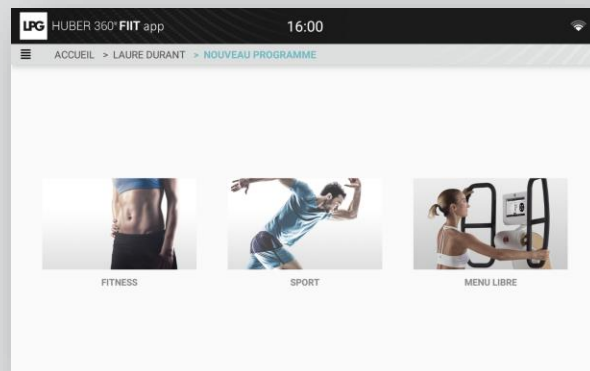 LPG HUBER 360® FIIT app 16:00
ACCUEIL > LAURE DURANT > NOUVEAU PROGRAMME
FITNESS SPORT MENU LIBRE